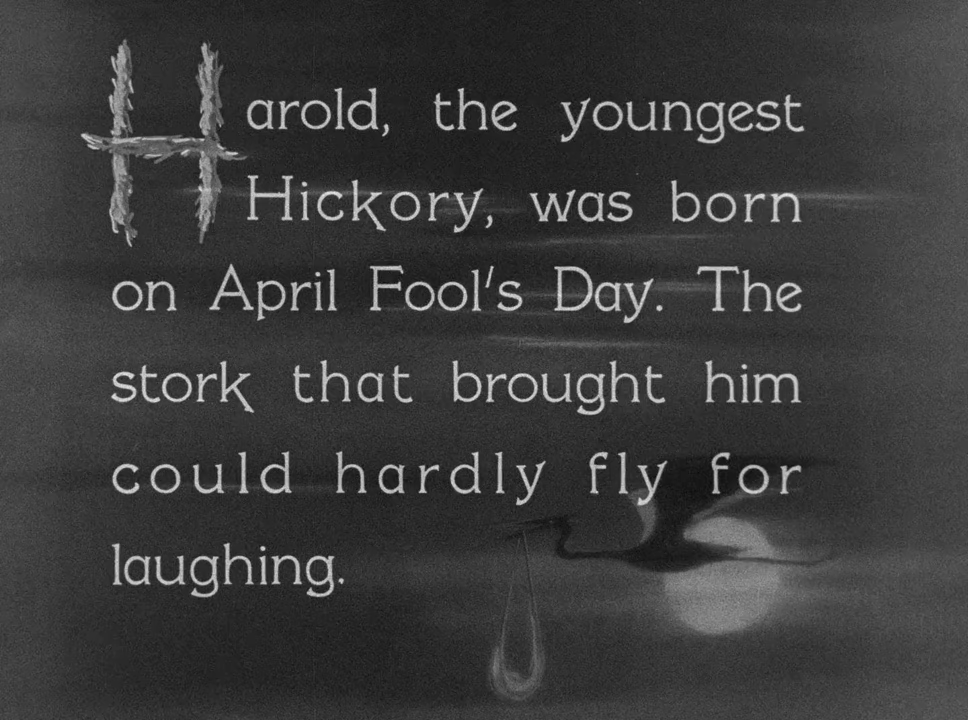 Harold, the youngest
Hickory, was born
on April Fool's Day. The
stork that brought him
could hardly fly for
laughing.